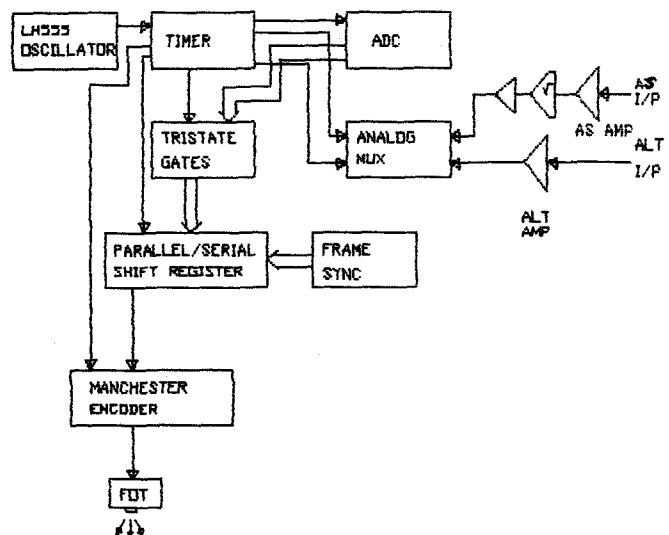 LM555
OSCILLATOR
TIMER
ADC
TRISTATE
GATES
ANALOG
MUX
AS
I/P
AS AMP
ALT
I/P
ALT
AMP
PARALLEL/SERIAL
SHIFT REGISTER
FRAME
SYNC
MANCHESTER
ENCODER
FOT